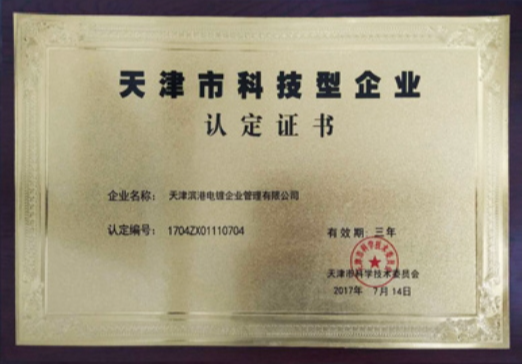 天津市科技型企业
认定证书
企业名称： 天津滨港电镀企业管理有限公司
认定编号： 1704ZX01110704
有效期：三年
天津市科学技术委员会
2017年 7月14日